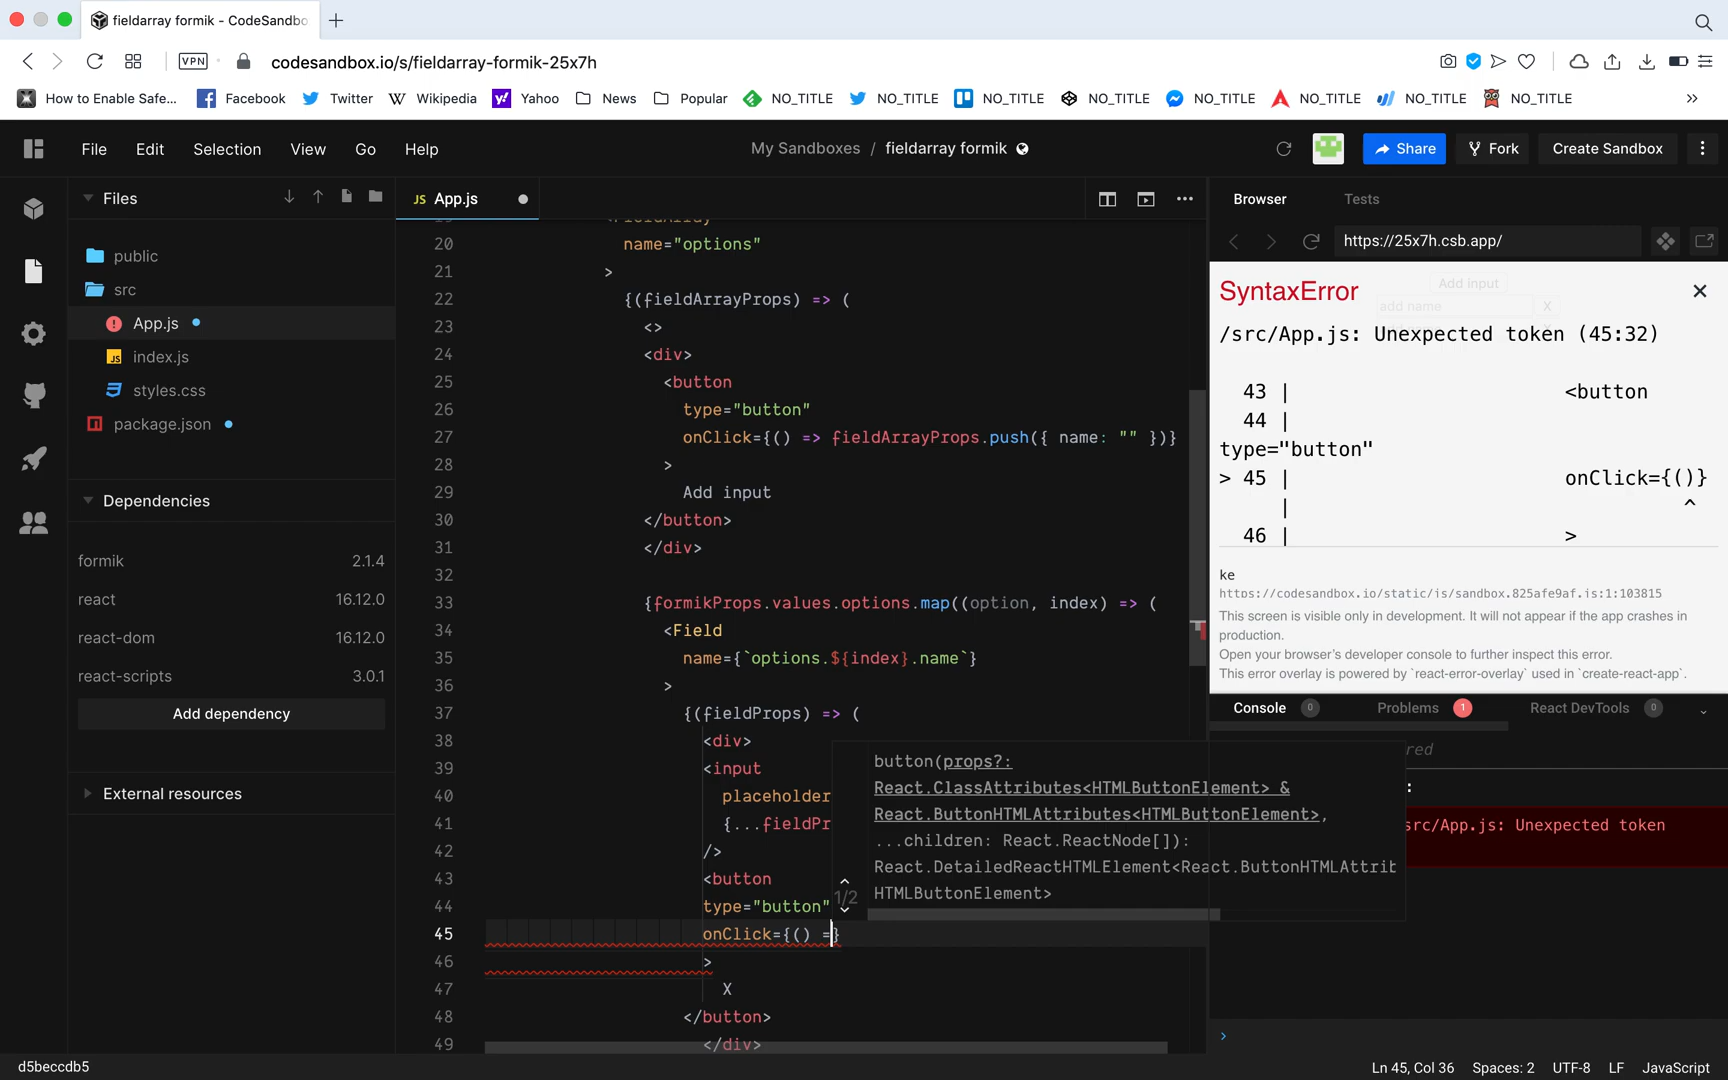 fieldarray formik - CodeSandbo
VPN
codesandbox.io/s/fieldarray-formik-25x7h
How to Enable Safe... Facebook Twitter Wikipedia Yahoo News Popular NO_TITLE NO_TITLE NO_TITLE NO_TITLE NO_TITLE NO_TITLE NO_TITLE NO_TITLE »
File Edit Selection View Go Help
My Sandboxes / fieldarray formik
Share Fork Create Sandbox
Files
public
src
App.js
index.js
styles.css
package.json
Dependencies
formik 2.1.4
react 16.12.0
react-dom 16.12.0
react-scripts 3.0.1
Add dependency
External resources
JS App.js
20 name="options"
21 >
22 {(fieldArrayProps) => (
23 <>
24 <div>
25 <button
26 type="button"
27 onClick={() => fieldArrayProps.push({ name: "" })}
28 >
29 Add input
30 </button>
31 </div>
32
33 {formikProps.values.options.map((option, index) => (
34 <Field
35 name={`options.${index}.name`}
36 >
37 {(fieldProps) => (
38 <div>
39 <input
40 placeholder
41 {...fieldPr
42 />
43 <button
44 type="button"
45 onClick={() =}
46 >
47 X
48 </button>
49 </div>
button(props?:
React.ClassAttributes<HTMLButtonElement> &
React.ButtonHTMLAttributes<HTMLButtonElement>,
...children: React.ReactNode[]):
1/2
React.DetailedReactHTMLElement<React.ButtonHTMLAttrib
HTMLButtonElement>
Browser Tests
https://25x7h.csb.app/
Add input
add name X
SyntaxError
/src/App.js: Unexpected token (45:32)
43 | <button
44 |
type="button"
> 45 | onClick={()}
| ^
46 | >
ke
https://codesandbox.io/static/js/sandbox.825afe9af.js:1:103815
This screen is visible only in development. It will not appear if the app crashes in
production.
Open your browser's developer console to further inspect this error.
This error overlay is powered by `react-error-overlay` used in `create-react-app`.
Console 0 Problems 1 React DevTools 0
red
:
src/App.js: Unexpected token
d5beccdb5
Ln 45, Col 36 Spaces: 2 UTF-8 LF JavaScript